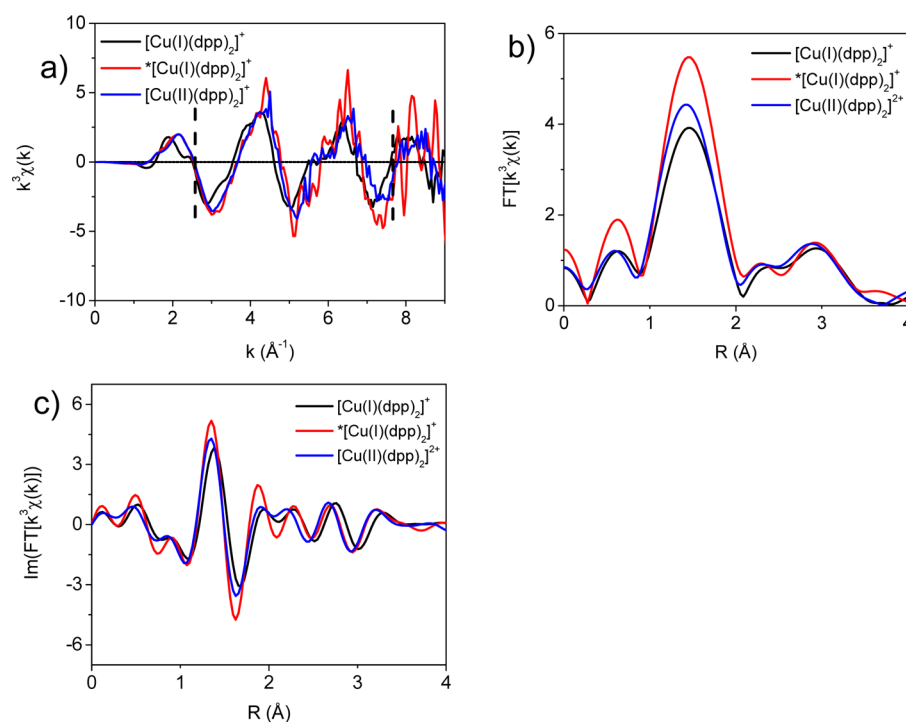 a)
[Cu(I)(dpp)₂]⁺
*[Cu(I)(dpp)₂]⁺
[Cu(II)(dpp)₂]⁺
k³χ(k)
10
5
0
-5
-10
0 2 4 6 8
k (Å⁻¹)
b)
[Cu(I)(dpp)₂]⁺
*[Cu(I)(dpp)₂]⁺
[Cu(II)(dpp)₂]²⁺
FT[k³χ(k)]
6
4
2
0
0 1 2 3 4
R (Å)
c)
[Cu(I)(dpp)₂]⁺
*[Cu(I)(dpp)₂]⁺
[Cu(II)(dpp)₂]²⁺
Im(FT[k³χ(k)])
6
3
0
-3
-6
0 1 2 3 4
R (Å)